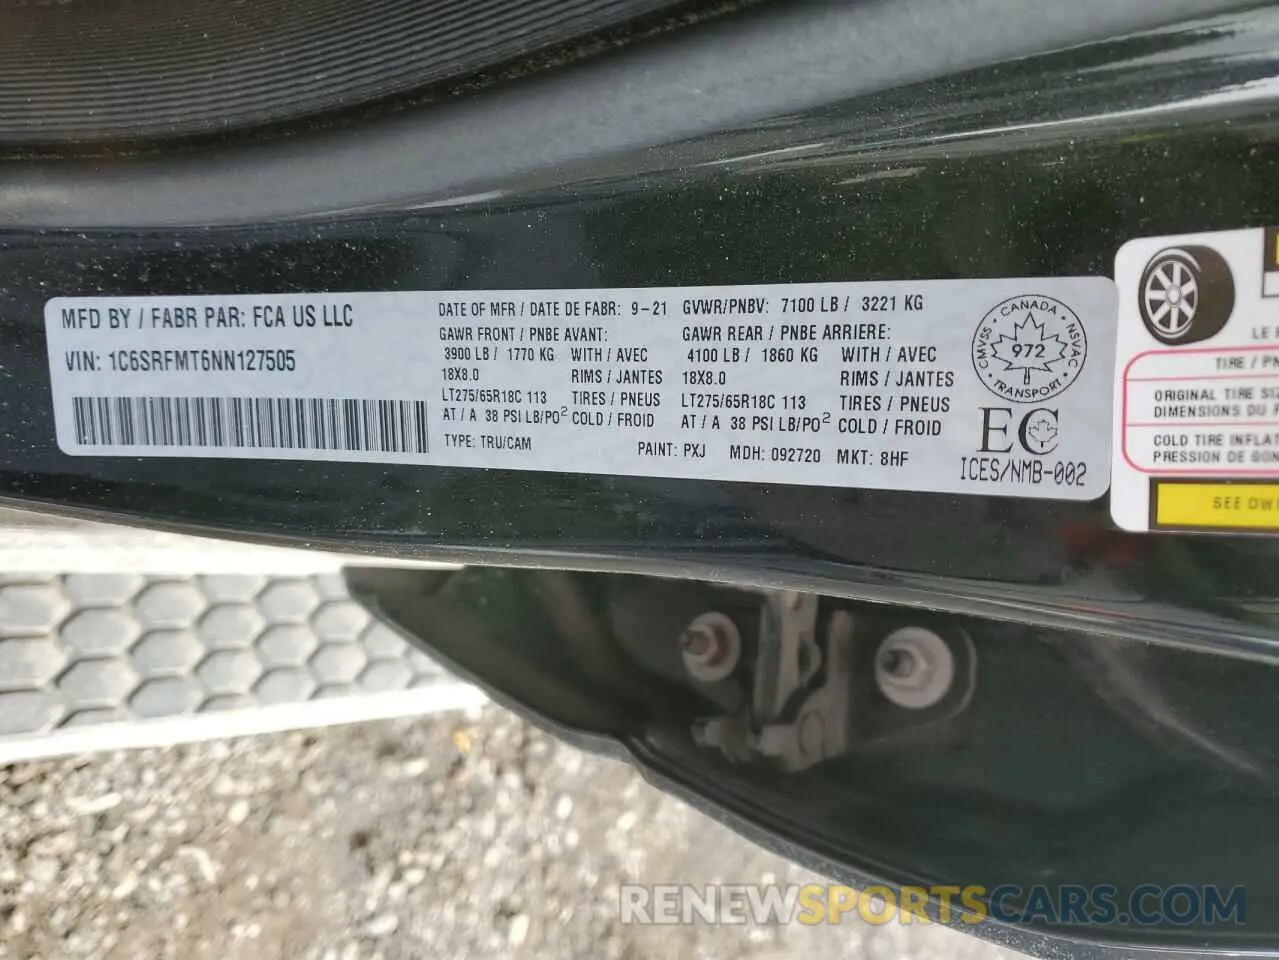 MFD BY / FABR PAR: FCA US LLC
VIN: 1C6SRFMT6NN127505
DATE OF MFR / DATE DE FABR: 9-21
GVWR/PNBV: 7100 LB / 3221 KG
GAWR FRONT / PNBE AVANT:
3900 LB / 1770 KG WITH / AVEC
18X8.0 RIMS / JANTES
LT275/65R18C 113 TIRES / PNEUS
AT / A 38 PSI LB/PO2 COLD / FROID
GAWR REAR / PNBE ARRIERE:
4100 LB / 1860 KG WITH / AVEC
18X8.0 RIMS / JANTES
LT275/65R18C 113 TIRES / PNEUS
AT / A 38 PSI LB/PO2 COLD / FROID
TYPE: TRU/CAM
PAINT: PXJ MDH: 092720 MKT: 8HF
CANADA
CMVSS 972 NSVAC
TRANSPORT
EC
ICES/NMB-002
LE
TIRE / PN
ORIGINAL TIRE
DIMENSIONS DU
COLD TIRE
PRESSION DE
SEE
RENEWSPORTSCARS.COM